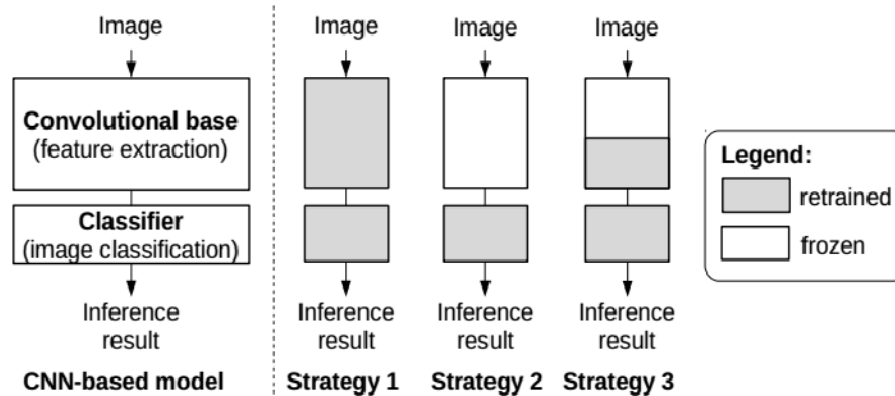 Image
Convolutional base
(feature extraction)
Classifier
(image classification)
Inference
result
CNN-based model
Image
Inference
result
Strategy 1
Image
Inference
result
Strategy 2
Image
Inference
result
Strategy 3
Legend:
retrained
frozen